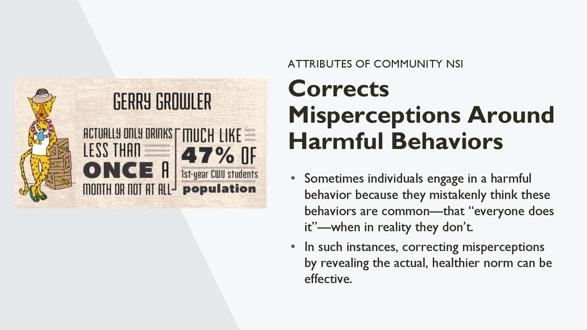 GERRY GROWLER
ACTUALLY ONLY DRINKS
LESS THAN
ONCE A
MONTH OR NOT AT ALL
MUCH LIKE
47% OF
1st-year CWU students
population
ATTRIBUTES OF COMMUNITY NSI
Corrects
Misperceptions Around
Harmful Behaviors
• Sometimes individuals engage in a harmful
behavior because they mistakenly think these
behaviors are common—that “everyone does
it”—when in reality they don’t.
• In such instances, correcting misperceptions
by revealing the actual, healthier norm can be
effective.